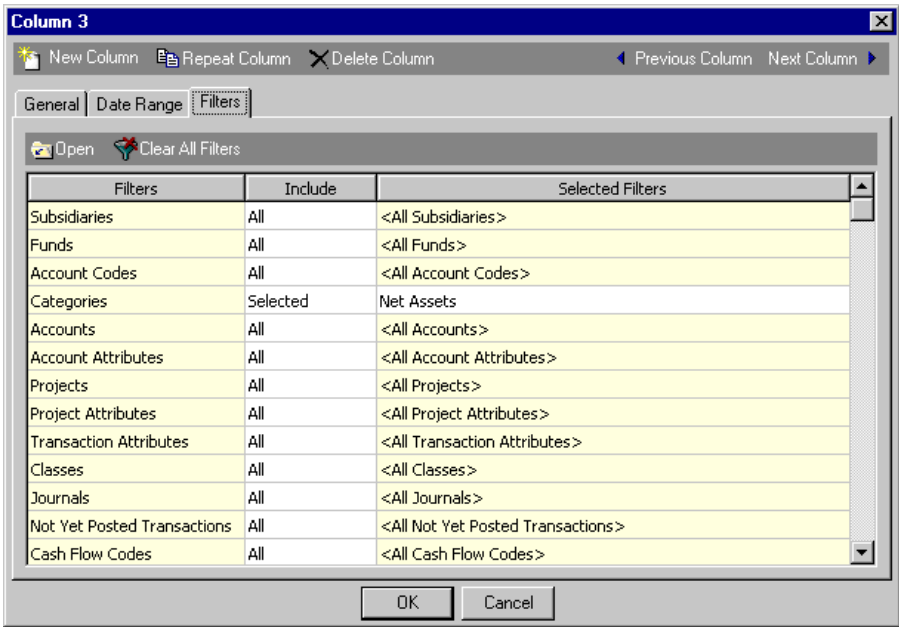 Column 3
New Column Repeat Column Delete Column Previous Column Next Column
General Date Range Filters
Open Clear All Filters
Filters Include Selected Filters
Subsidiaries All <All Subsidiaries>
Funds All <All Funds>
Account Codes All <All Account Codes>
Categories Selected Net Assets
Accounts All <All Accounts>
Account Attributes All <All Account Attributes>
Projects All <All Projects>
Project Attributes All <All Project Attributes>
Transaction Attributes All <All Transaction Attributes>
Classes All <All Classes>
Journals All <All Journals>
Not Yet Posted Transactions All <All Not Yet Posted Transactions>
Cash Flow Codes All <All Cash Flow Codes>
OK Cancel